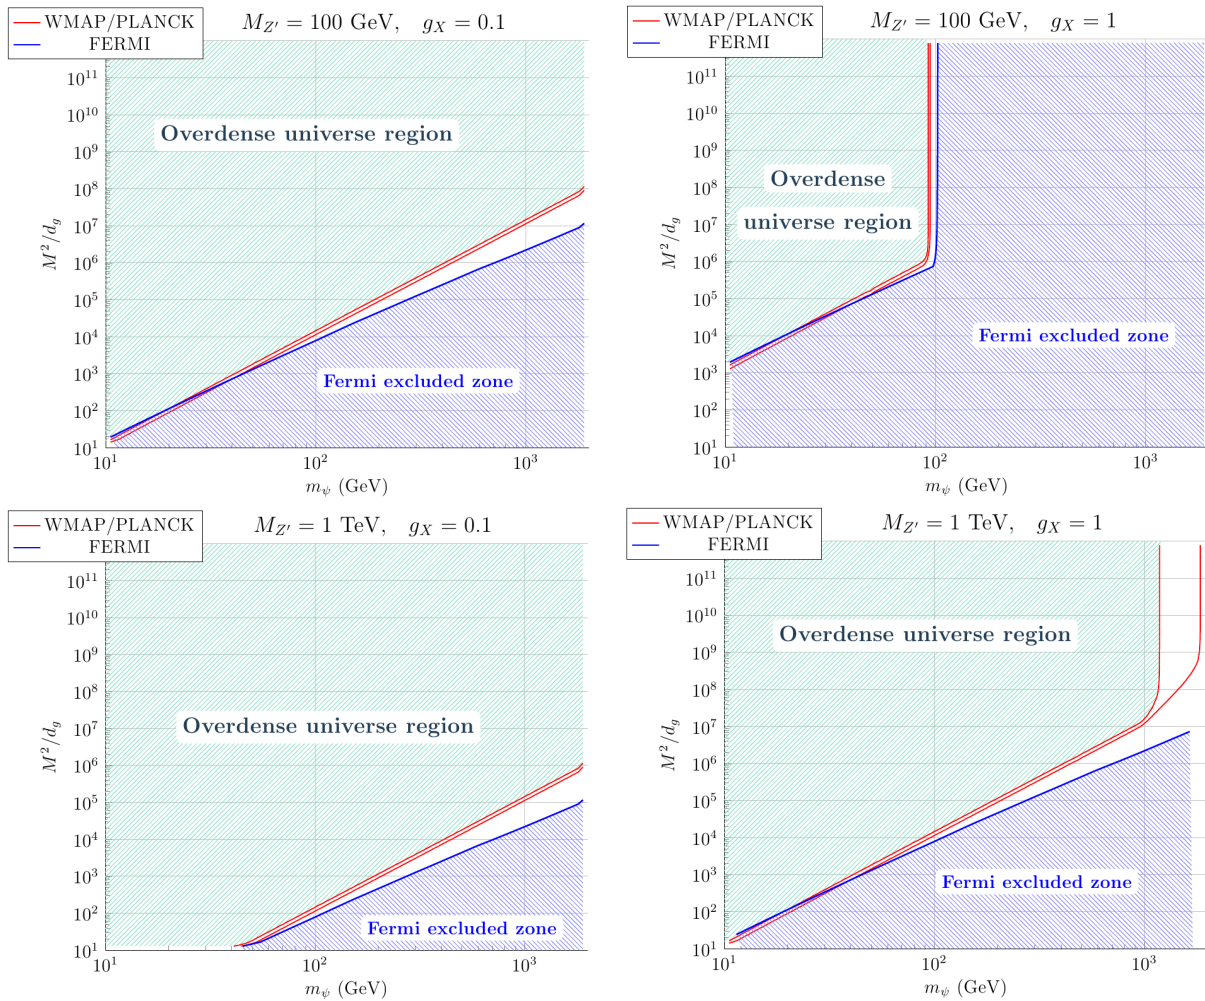 WMAP/PLANCK
FERMI
M_{Z'} = 100 GeV,  g_X = 0.1
10^{11}
10^{10}
10^9
10^8
10^7
10^6
10^5
10^4
10^3
10^2
10^1
M^2/d_g
Overdense universe region
Fermi excluded zone
10^1 10^2 10^3
m_ψ (GeV)
WMAP/PLANCK
FERMI
M_{Z'} = 100 GeV,  g_X = 1
10^{11}
10^{10}
10^9
10^8
10^7
10^6
10^5
10^4
10^3
10^2
10^1
M^2/d_g
Overdense
universe region
Fermi excluded zone
10^1 10^2 10^3
m_ψ (GeV)
WMAP/PLANCK
FERMI
M_{Z'} = 1 TeV,  g_X = 0.1
10^{11}
10^{10}
10^9
10^8
10^7
10^6
10^5
10^4
10^3
10^2
10^1
M^2/d_g
Overdense universe region
Fermi excluded zone
10^1 10^2 10^3
m_ψ (GeV)
WMAP/PLANCK
FERMI
M_{Z'} = 1 TeV,  g_X = 1
10^{11}
10^{10}
10^9
10^8
10^7
10^6
10^5
10^4
10^3
10^2
10^1
M^2/d_g
Overdense universe region
Fermi excluded zone
10^1 10^2 10^3
m_ψ (GeV)